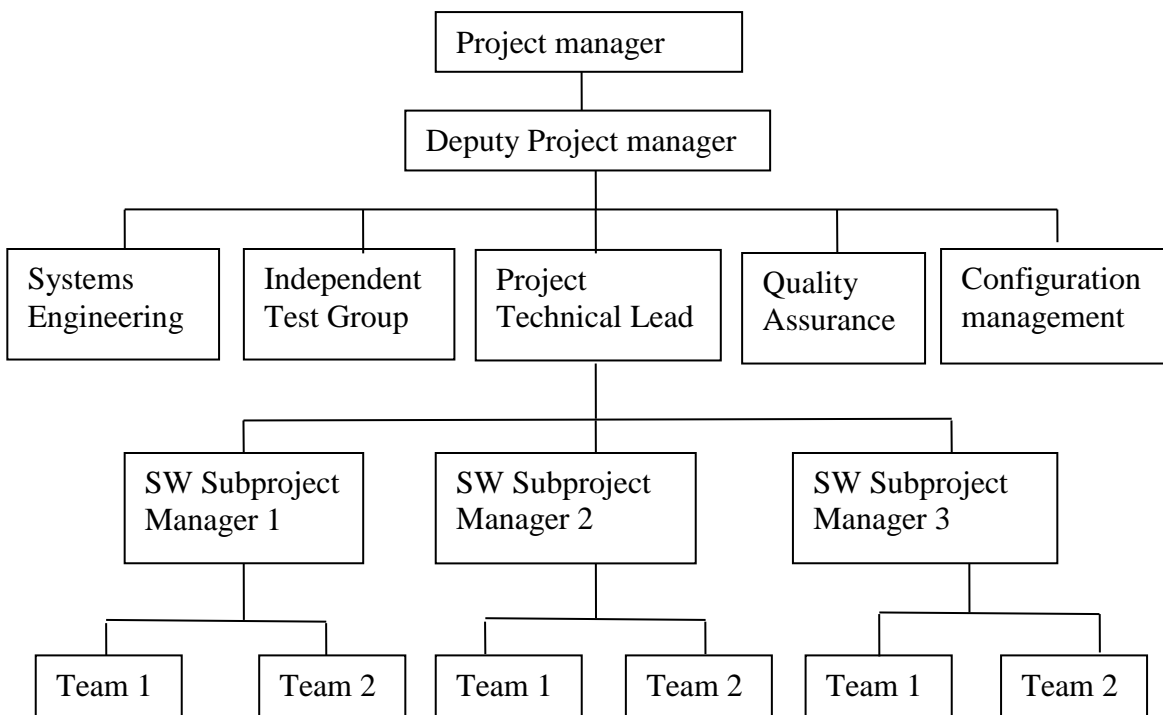 Project manager
Deputy Project manager
Systems
Engineering
Independent
Test Group
Project
Technical Lead
Quality
Assurance
Configuration
management
SW Subproject
Manager 1
SW Subproject
Manager 2
SW Subproject
Manager 3
Team 1
Team 2
Team 1
Team 2
Team 1
Team 2